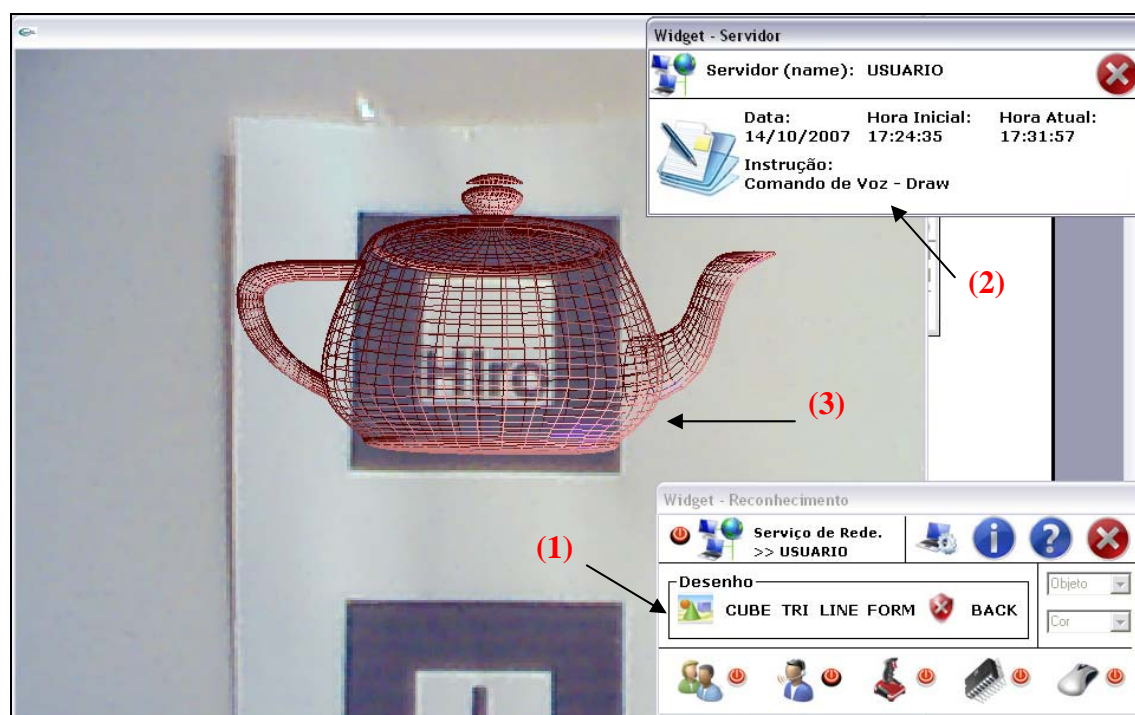 Widget - Servidor
Servidor (name): USUARIO
Data: Hora Inicial: Hora Atual:
14/10/2007 17:24:35 17:31:57
Instrução:
Comando de Voz - Draw
(2)
Hiro
(3)
Widget - Reconhecimento
(1)
Serviço de Rede.
>> USUARIO
Desenho
CUBE TRI LINE FORM BACK
Objeto
Cor